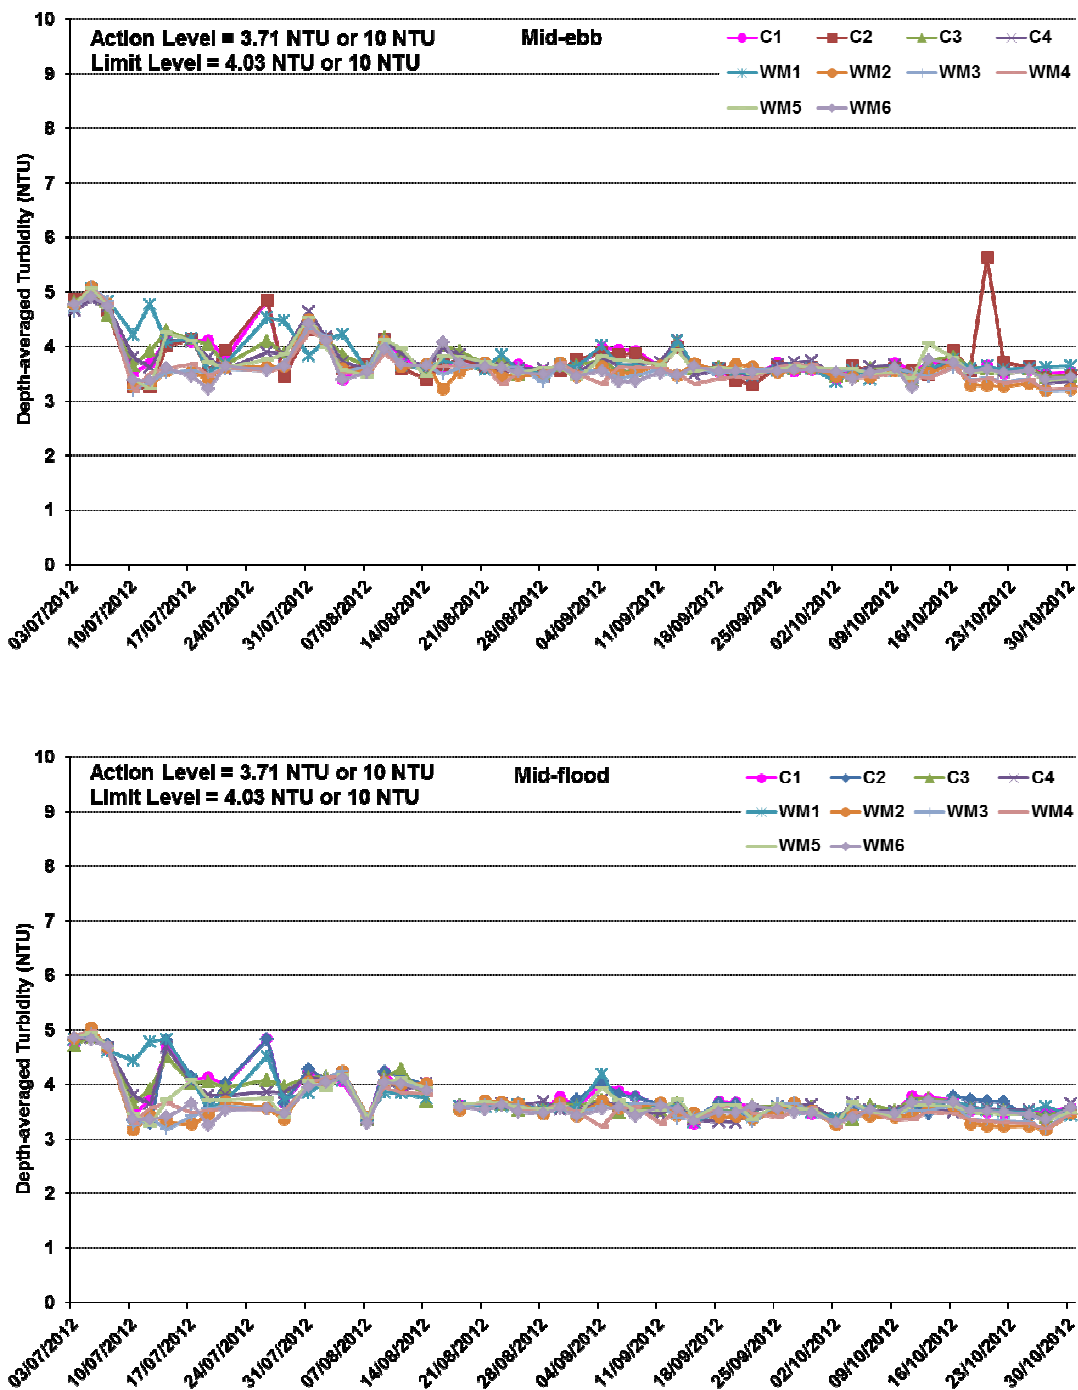 10
Action Level = 3.71 NTU or 10 NTU
Limit Level = 4.03 NTU or 10 NTU
Mid-ebb
C1 C2 C3 C4
WM1 WM2 WM3 WM4
WM5 WM6
9
8
7
6
5
4
3
2
1
0
Depth-averaged Turbidity (NTU)
03/07/2012 10/07/2012 17/07/2012 24/07/2012 31/07/2012 07/08/2012 14/08/2012 21/08/2012 28/08/2012 04/09/2012 11/09/2012 18/09/2012 25/09/2012 02/10/2012 09/10/2012 16/10/2012 23/10/2012 30/10/2012
10
Action Level = 3.71 NTU or 10 NTU
Limit Level = 4.03 NTU or 10 NTU
Mid-flood
C1 C2 C3 C4
WM1 WM2 WM3 WM4
WM5 WM6
9
8
7
6
5
4
3
2
1
0
Depth-averaged Turbidity (NTU)
03/07/2012 10/07/2012 17/07/2012 24/07/2012 31/07/2012 07/08/2012 14/08/2012 21/08/2012 28/08/2012 04/09/2012 11/09/2012 18/09/2012 25/09/2012 02/10/2012 09/10/2012 16/10/2012 23/10/2012 30/10/2012